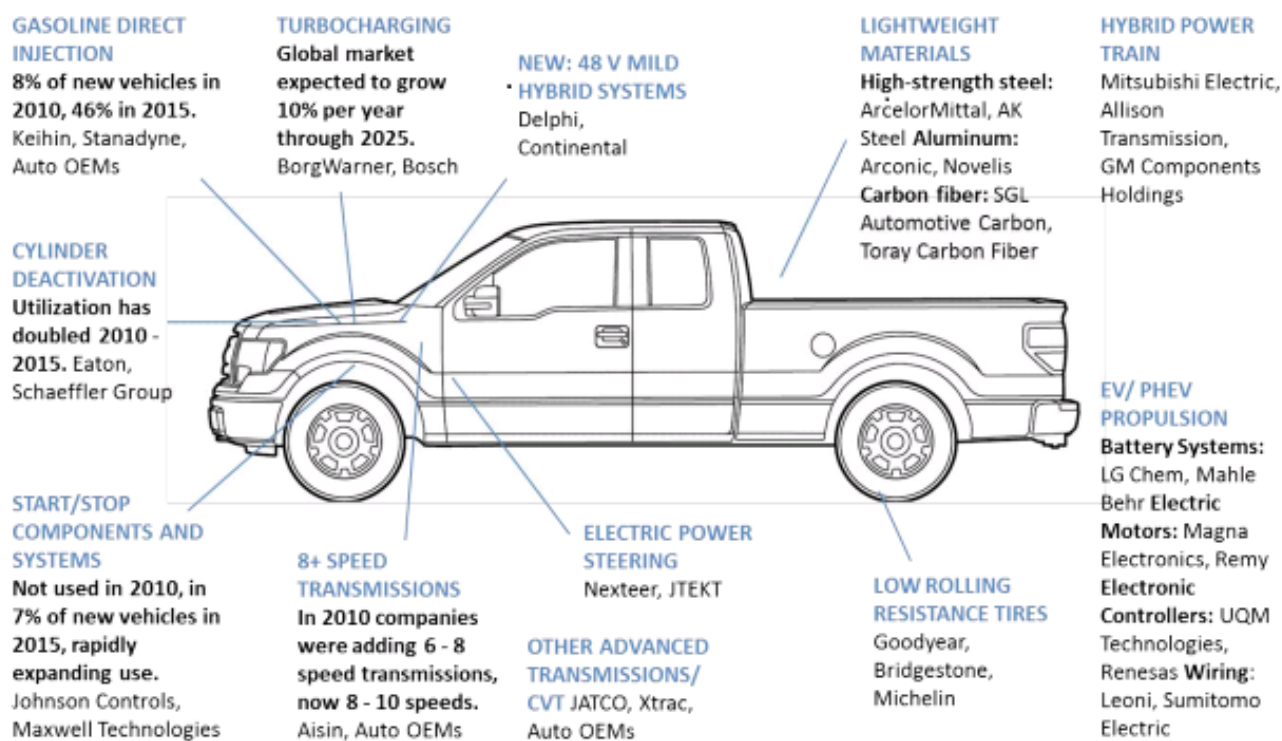 GASOLINE DIRECT
INJECTION
8% of new vehicles in
2010, 46% in 2015.
Keihin, Stanadyne,
Auto OEMs
TURBOCHARGING
Global market
expected to grow
10% per year
through 2025.
BorgWarner, Bosch
NEW: 48 V MILD
HYBRID SYSTEMS
Delphi,
Continental
LIGHTWEIGHT
MATERIALS
High-strength steel:
ArcelorMittal, AK
Steel Aluminum:
Arconic, Novelis
Carbon fiber: SGL
Automotive Carbon,
Toray Carbon Fiber
HYBRID POWER
TRAIN
Mitsubishi Electric,
Allison
Transmission,
GM Components
Holdings
CYLINDER
DEACTIVATION
Utilization has
doubled 2010 -
2015. Eaton,
Schaeffler Group
START/STOP
COMPONENTS AND
SYSTEMS
Not used in 2010, in
7% of new vehicles in
2015, rapidly
expanding use.
Johnson Controls,
Maxwell Technologies
8+ SPEED
TRANSMISSIONS
In 2010 companies
were adding 6 - 8
speed transmissions,
now 8 - 10 speeds.
Aisin, Auto OEMs
ELECTRIC POWER
STEERING
Nexteer, JTEKT
OTHER ADVANCED
TRANSMISSIONS/
CVT JATCO, Xtrac,
Auto OEMs
LOW ROLLING
RESISTANCE TIRES
Goodyear,
Bridgestone,
Michelin
EV/ PHEV
PROPULSION
Battery Systems:
LG Chem, Mahle
Behr Electric
Motors: Magna
Electronics, Remy
Electronic
Controllers: UQM
Technologies,
Renesas Wiring:
Leoni, Sumitomo
Electric